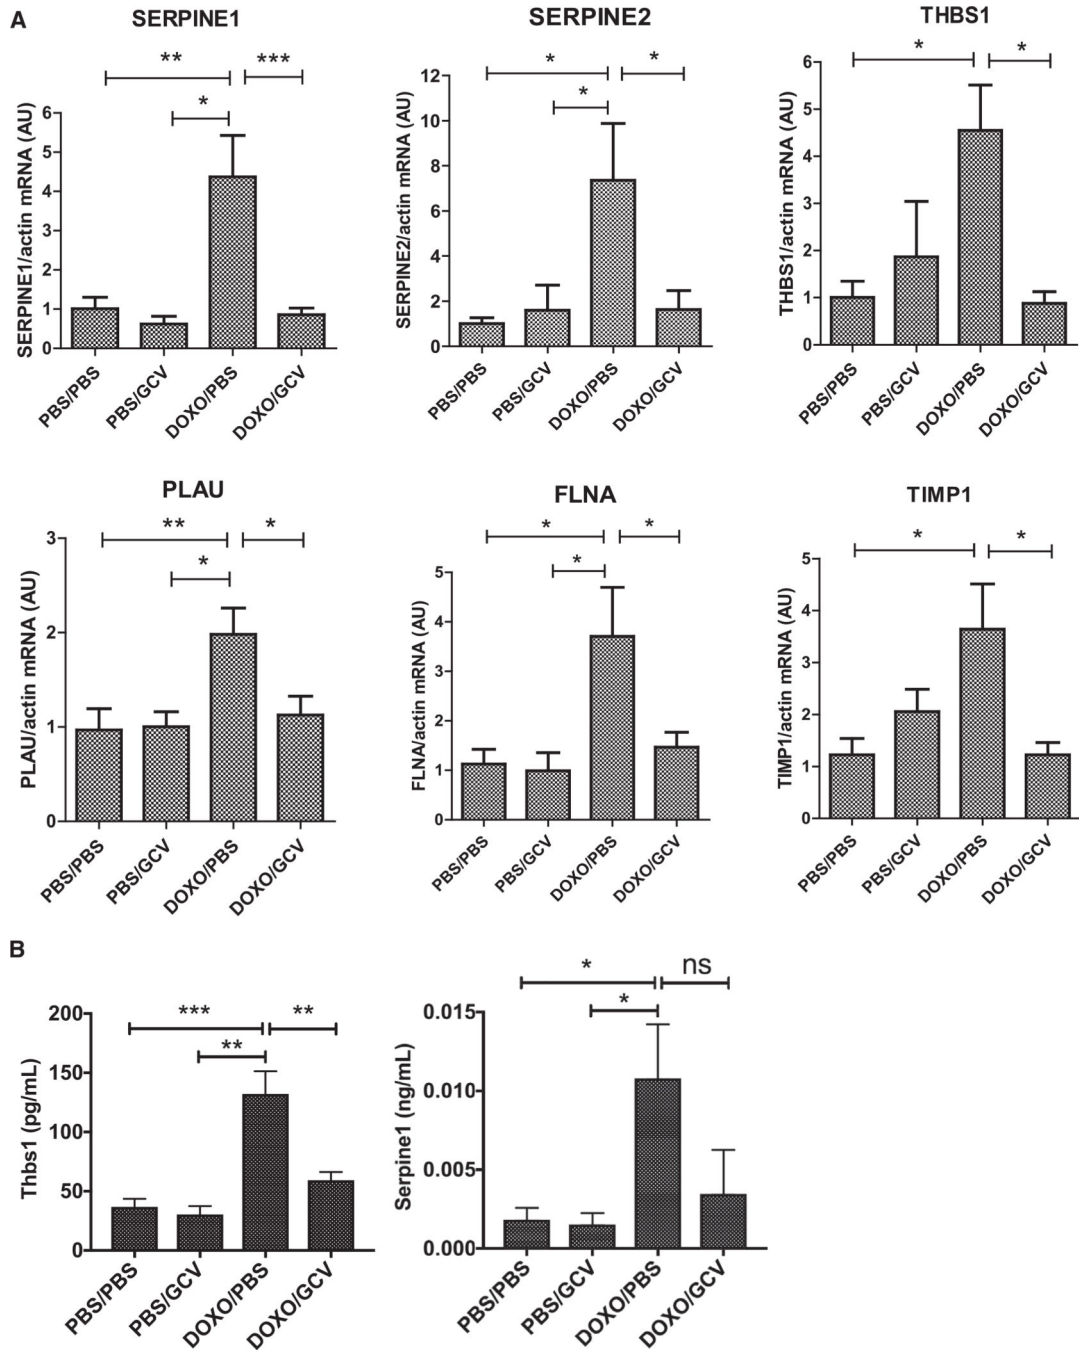 A
SERPINE1
** ***
*
SERPINE1/actin mRNA (AU)
6
5
4
3
2
1
0
PBS/PBS PBS/GCV DOXO/PBS DOXO/GCV
SERPINE2
* *
*
SERPINE2/actin mRNA (AU)
12
10
8
6
4
2
0
PBS/PBS PBS/GCV DOXO/PBS DOXO/GCV
THBS1
* *
THBS1/actin mRNA (AU)
6
5
4
3
2
1
0
PBS/PBS PBS/GCV DOXO/PBS DOXO/GCV
PLAU
** *
*
PLAU/actin mRNA (AU)
3
2
1
0
PBS/PBS PBS/GCV DOXO/PBS DOXO/GCV
FLNA
* *
*
FLNA/actin mRNA (AU)
5
4
3
2
1
0
PBS/PBS PBS/GCV DOXO/PBS DOXO/GCV
TIMP1
* *
TIMP1/actin mRNA (AU)
5
4
3
2
1
0
PBS/PBS PBS/GCV DOXO/PBS DOXO/GCV
B
*** **
**
Thbs1 (pg/mL)
200
150
100
50
0
PBS/PBS PBS/GCV DOXO/PBS DOXO/GCV
* ns
*
Serpine1 (ng/mL)
0.015
0.010
0.005
0.000
PBS/PBS PBS/GCV DOXO/PBS DOXO/GCV